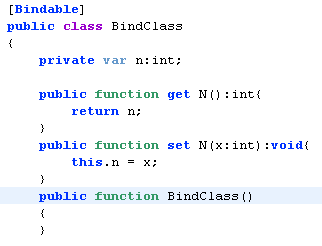 [Bindable]
public class BindClass
{
    private var n:int;

    public function get N():int{
        return n;
    }
    public function set N(x:int):void{
        this.n = x;
    }
    public function BindClass()
    {
    }